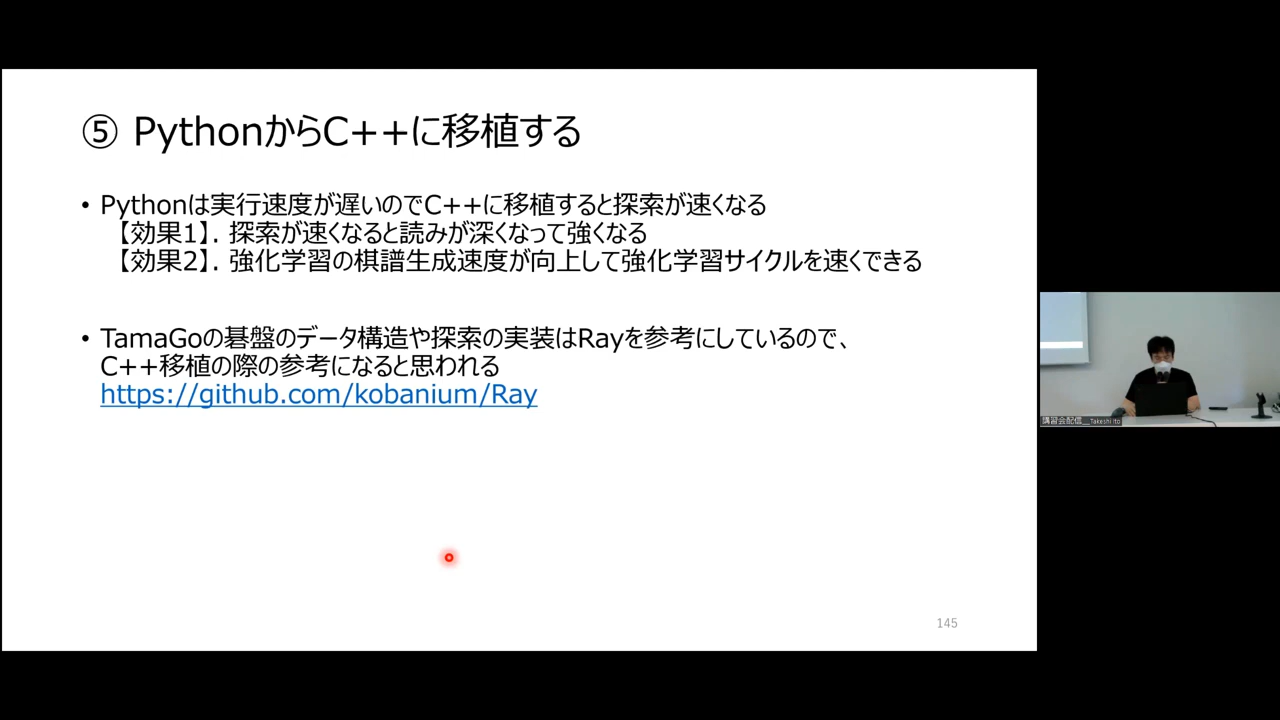 ⑤ PythonからC++に移植する
• Pythonは実行速度が遅いのでC++に移植すると探索が速くなる
【効果1】. 探索が速くなると読みが深くなって強くなる
【効果2】. 強化学習の棋譜生成速度が向上して強化学習サイクルを速くできる
• TamaGoの碁盤のデータ構造や探索の実装はRayを参考にしているので、
C++移植の際の参考になると思われる
https://github.com/kobanium/Ray
145
講習会配信__Takeshi Ito